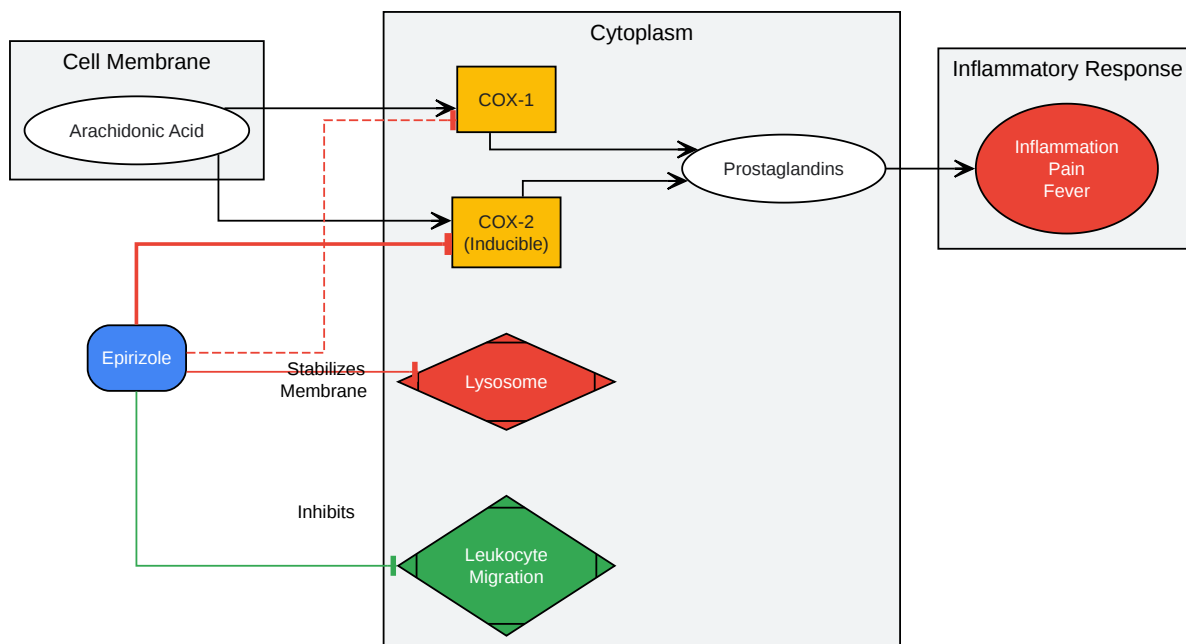 Cytoplasm
Cell Membrane
Inflammatory Response
Arachidonic Acid
COX-1
Prostaglandins
Inflammation
Pain
Fever
COX-2
(Inducible)
Epirizole
Stabilizes
Membrane
Lysosome
Inhibits
Leukocyte
Migration